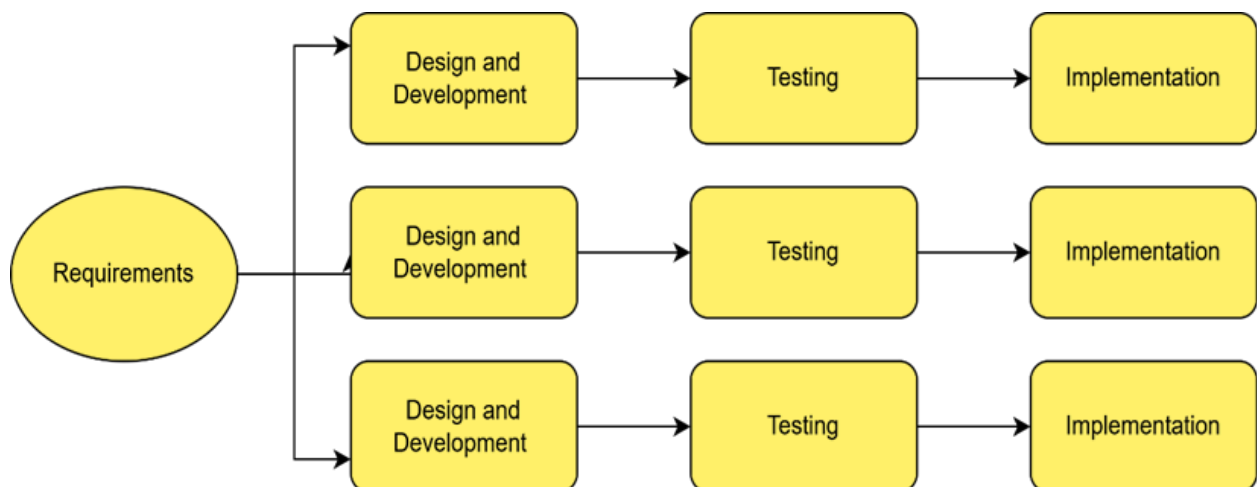 Design and
Development
Testing
Implementation
Requirements
Design and
Development
Testing
Implementation
Design and
Development
Testing
Implementation